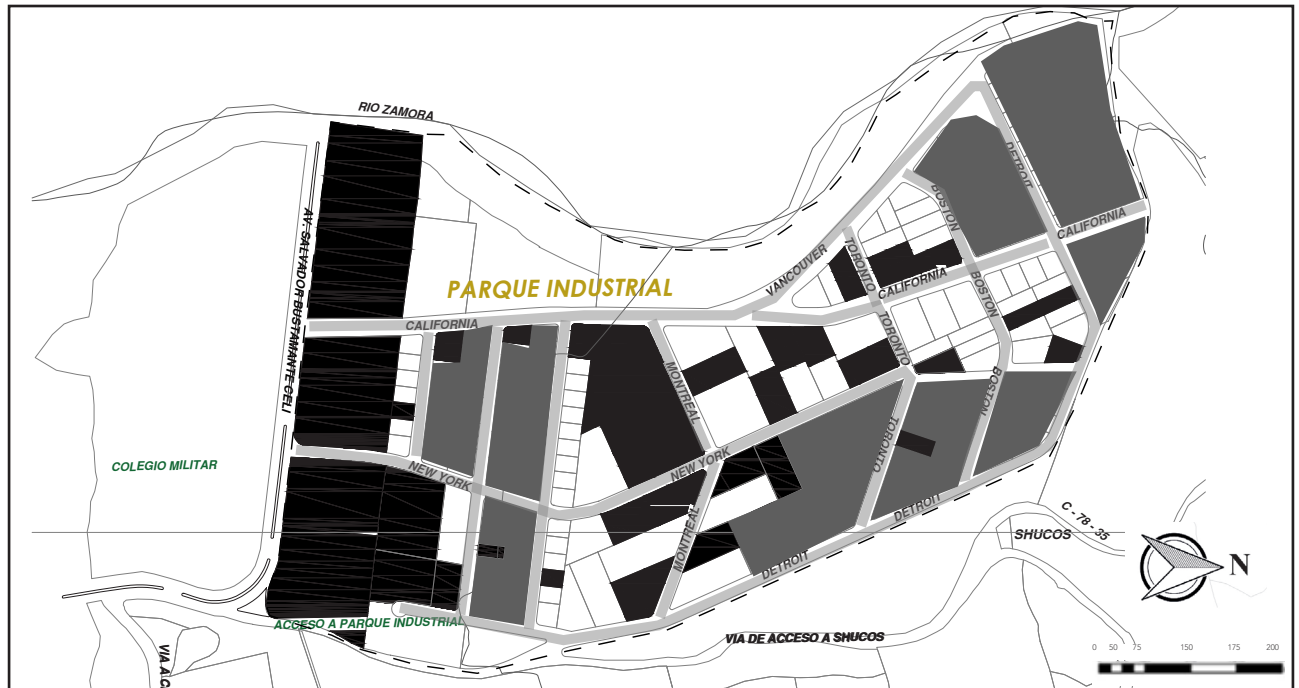 RIO ZAMORA
AV. SALVADOR BUSTAMANTE CELI
PARQUE INDUSTRIAL
VANCOUVER
DETROIT
BOSTON
CALIFORNIA
TORONTO
CALIFORNÍA
BOSTON
CALIFORNIA
TORONTO
MONTREAL
BOSTON
TORONTO
COLEGIO MILITAR
NEW YORK
NEW YORK
DETROIT
C - 78 - 35
SHUCOS
MONTREAL
DETROIT
N
ACCESO A PARQUE INDUSTRIAL
VIA DE ACCESO A SHUCOS
VIA A
0 50 75 150 175 200